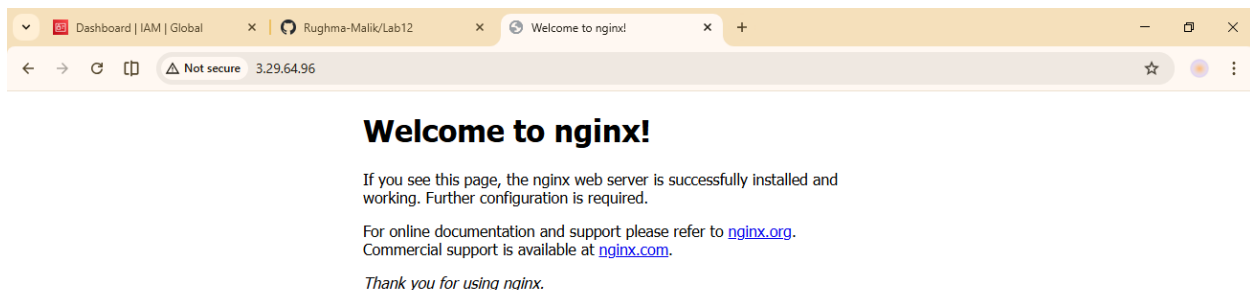 Dashboard | IAM | Global
Rughma-Malik/Lab12
Welcome to nginx!
Not secure
3.29.64.96
Welcome to nginx!
If you see this page, the nginx web server is successfully installed and
working. Further configuration is required.
For online documentation and support please refer to nginx.org.
Commercial support is available at nginx.com.
Thank you for using nginx.